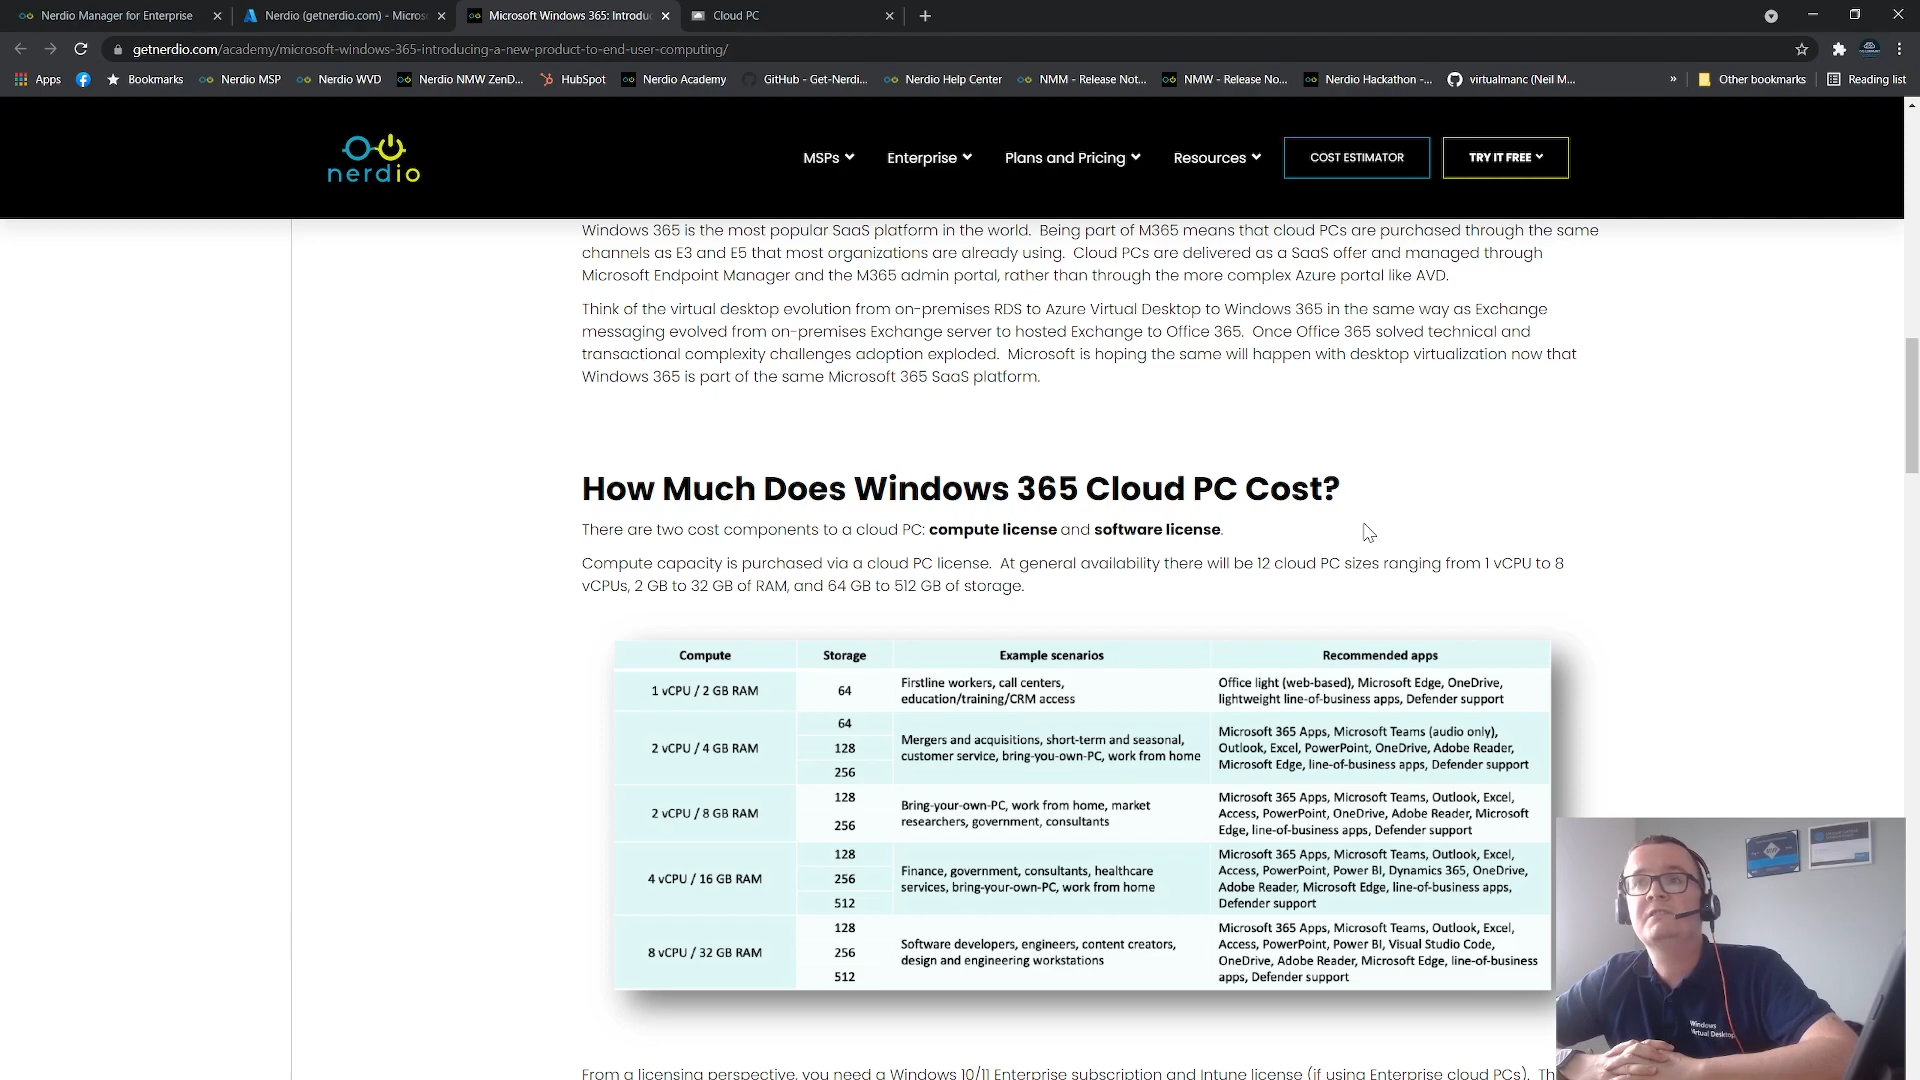 Nerdio Manager for Enterprise
Nerdio (getnerdio.com) - Micros
Microsoft Windows 365: Introduc
Cloud PC
getnerdio.com/academy/microsoft-windows-365-introducing-a-new-product-to-end-user-computing/
Apps
Bookmarks
Nerdio MSP
Nerdio WVD
Nerdio NMW ZenD...
HubSpot
Nerdio Academy
GitHub - Get-Nerdi...
Nerdio Help Center
NMM - Release Not...
NMW - Release No...
Nerdio Hackathon -...
virtualmanc (Neil M...
»
Other bookmarks
Reading list
nerdio
MSPs
Enterprise
Plans and Pricing
Resources
COST ESTIMATOR
TRY IT FREE
Windows 365 is the most popular SaaS platform in the world. Being part of M365 means that cloud PCs are purchased through the same
channels as E3 and E5 that most organizations are already using. Cloud PCs are delivered as a SaaS offer and managed through
Microsoft Endpoint Manager and the M365 admin portal, rather than through the more complex Azure portal like AVD.
Think of the virtual desktop evolution from on-premises RDS to Azure Virtual Desktop to Windows 365 in the same way as Exchange
messaging evolved from on-premises Exchange server to hosted Exchange to Office 365. Once Office 365 solved technical and
transactional complexity challenges adoption exploded. Microsoft is hoping the same will happen with desktop virtualization now that
Windows 365 is part of the same Microsoft 365 SaaS platform.
How Much Does Windows 365 Cloud PC Cost?
There are two cost components to a cloud PC: compute license and software license.
Compute capacity is purchased via a cloud PC license. At general availability there will be 12 cloud PC sizes ranging from 1 vCPU to 8
vCPUs, 2 GB to 32 GB of RAM, and 64 GB to 512 GB of storage.
Compute
Storage
Example scenarios
Recommended apps
1 vCPU / 2 GB RAM
64
Firstline workers, call centers,
education/training/CRM access
Office light (web-based), Microsoft Edge, OneDrive,
lightweight line-of-business apps, Defender support
2 vCPU / 4 GB RAM
64
128
256
Mergers and acquisitions, short-term and seasonal,
customer service, bring-you-own-PC, work from home
Microsoft 365 Apps, Microsoft Teams (audio only),
Outlook, Excel, PowerPoint, OneDrive, Adobe Reader,
Microsoft Edge, line-of-business apps, Defender support
2 vCPU / 8 GB RAM
128
256
Bring-your-own-PC, work from home, market
researchers, government, consultants
Microsoft 365 Apps, Microsoft Teams, Outlook, Excel,
Access, PowerPoint, OneDrive, Adobe Reader, Microsoft
Edge, line-of-business apps, Defender support
4 vCPU / 16 GB RAM
128
256
512
Finance, government, consultants, healthcare
services, bring-your-own-PC, work from home
Microsoft 365 Apps, Microsoft Teams, Outlook, Excel,
Access, PowerPoint, Power BI, Dynamics 365, OneDrive,
Adobe Reader, Microsoft Edge, line-of-business apps,
Defender support
8 vCPU / 32 GB RAM
128
256
512
Software developers, engineers, content creators,
design and engineering workstations
Microsoft 365 Apps, Microsoft Teams, Outlook, Excel,
Access, PowerPoint, Power BI, Visual Studio Code,
OneDrive, Adobe Reader, Microsoft Edge, line-of-business
apps, Defender support
Windows
Virtual Desktop
From a licensing perspective, you need a Windows 10/11 Enterprise subscription and Intune license (if using Enterprise cloud PCs). Th